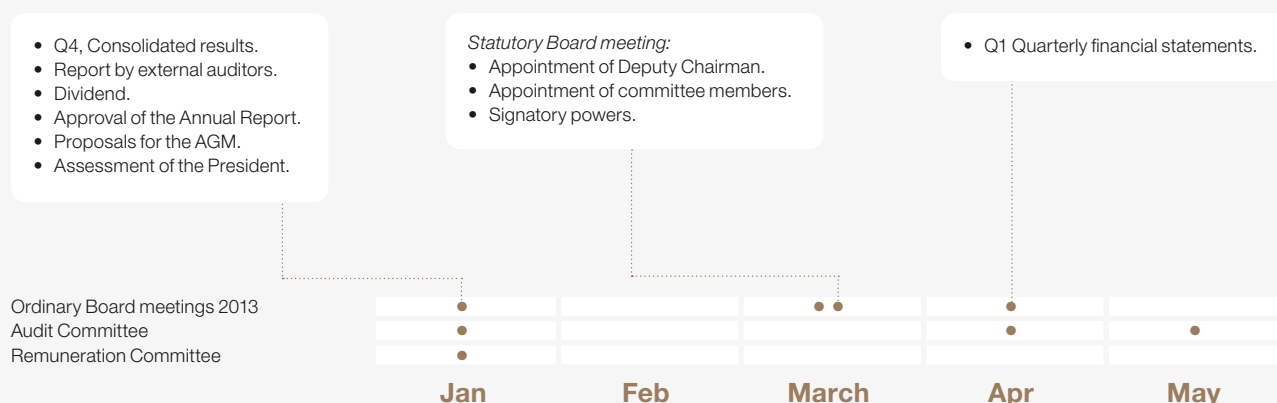 • Q4, Consolidated results.
• Report by external auditors.
• Dividend.
• Approval of the Annual Report.
• Proposals for the AGM.
• Assessment of the President.
Statutory Board meeting:
• Appointment of Deputy Chairman.
• Appointment of committee members.
• Signatory powers.
• Q1 Quarterly financial statements.
Ordinary Board meetings 2013
Audit Committee
Remuneration Committee
Jan Feb March Apr May